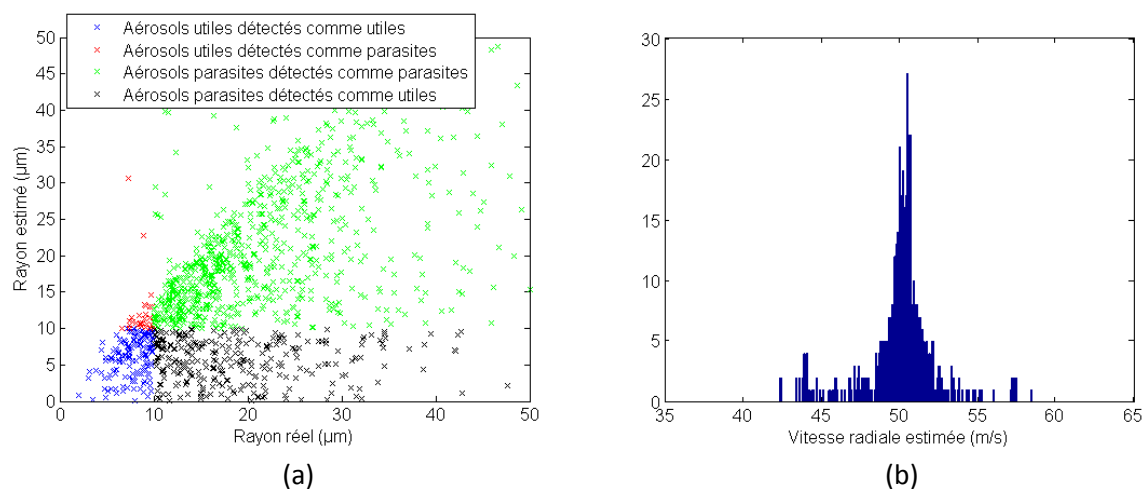 Aérosols utiles détectés comme utiles
Aérosols utiles détectés comme parasites
Aérosols parasites détectés comme parasites
Aérosols parasites détectés comme utiles
50
45
40
35
30
25
20
15
10
5
0
Rayon estimé (µm)
0 10 20 30 40 50
Rayon réel (µm)
(a)
30
25
20
15
10
5
0
35 40 45 50 55 60 65
Vitesse radiale estimée (m/s)
(b)